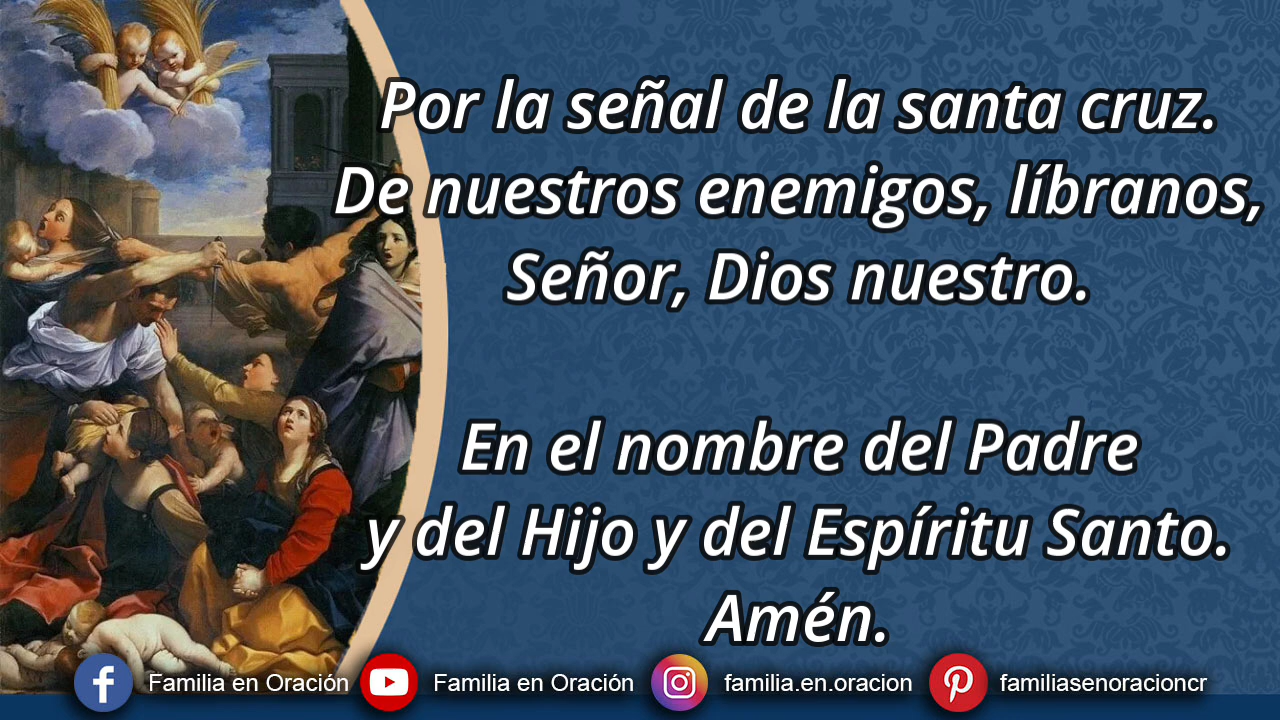 Por la señal de la santa cruz.
De nuestros enemigos, líbranos,
Señor, Dios nuestro.
En el nombre del Padre
y del Hijo y del Espíritu Santo.
Amén.
Familia en Oración
Familia en Oración
familia.en.oracion
familiasenoracioncr